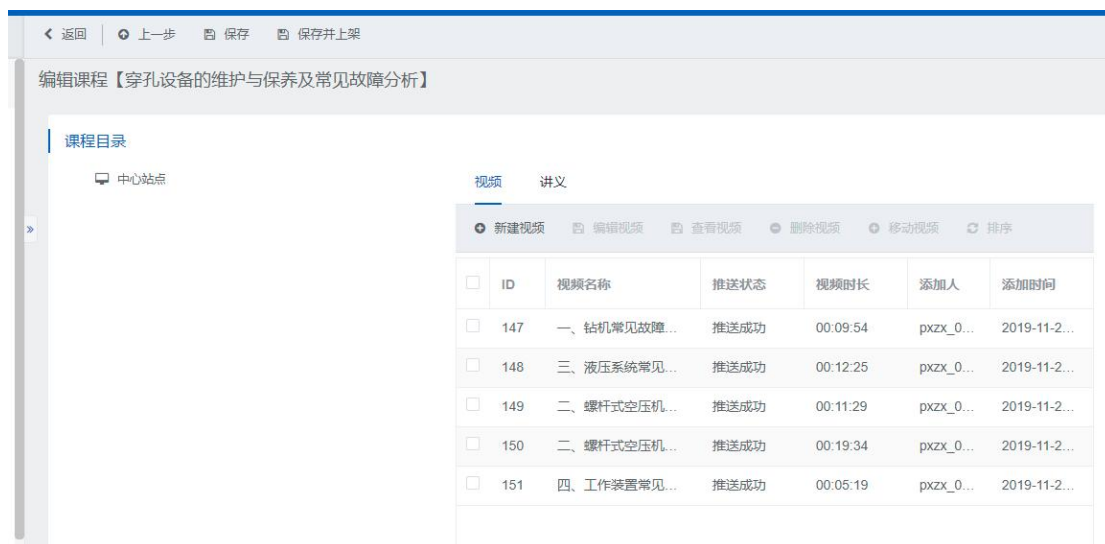 返回 上一步 保存 保存并上架
编辑课程【穿孔设备的维护与保养及常见故障分析】
课程目录
中心站点
视频 讲义
新建视频 编辑视频 查看视频 删除视频 移动视频 排序
ID 视频名称 推送状态 视频时长 添加人 添加时间
147 一、钻机常见故障... 推送成功 00:09:54 pxzx_0... 2019-11-2...
148 三、液压系统常见... 推送成功 00:12:25 pxzx_0... 2019-11-2...
149 二、螺杆式空压机... 推送成功 00:11:29 pxzx_0... 2019-11-2...
150 二、螺杆式空压机... 推送成功 00:19:34 pxzx_0... 2019-11-2...
151 四、工作装置常见... 推送成功 00:05:19 pxzx_0... 2019-11-2...